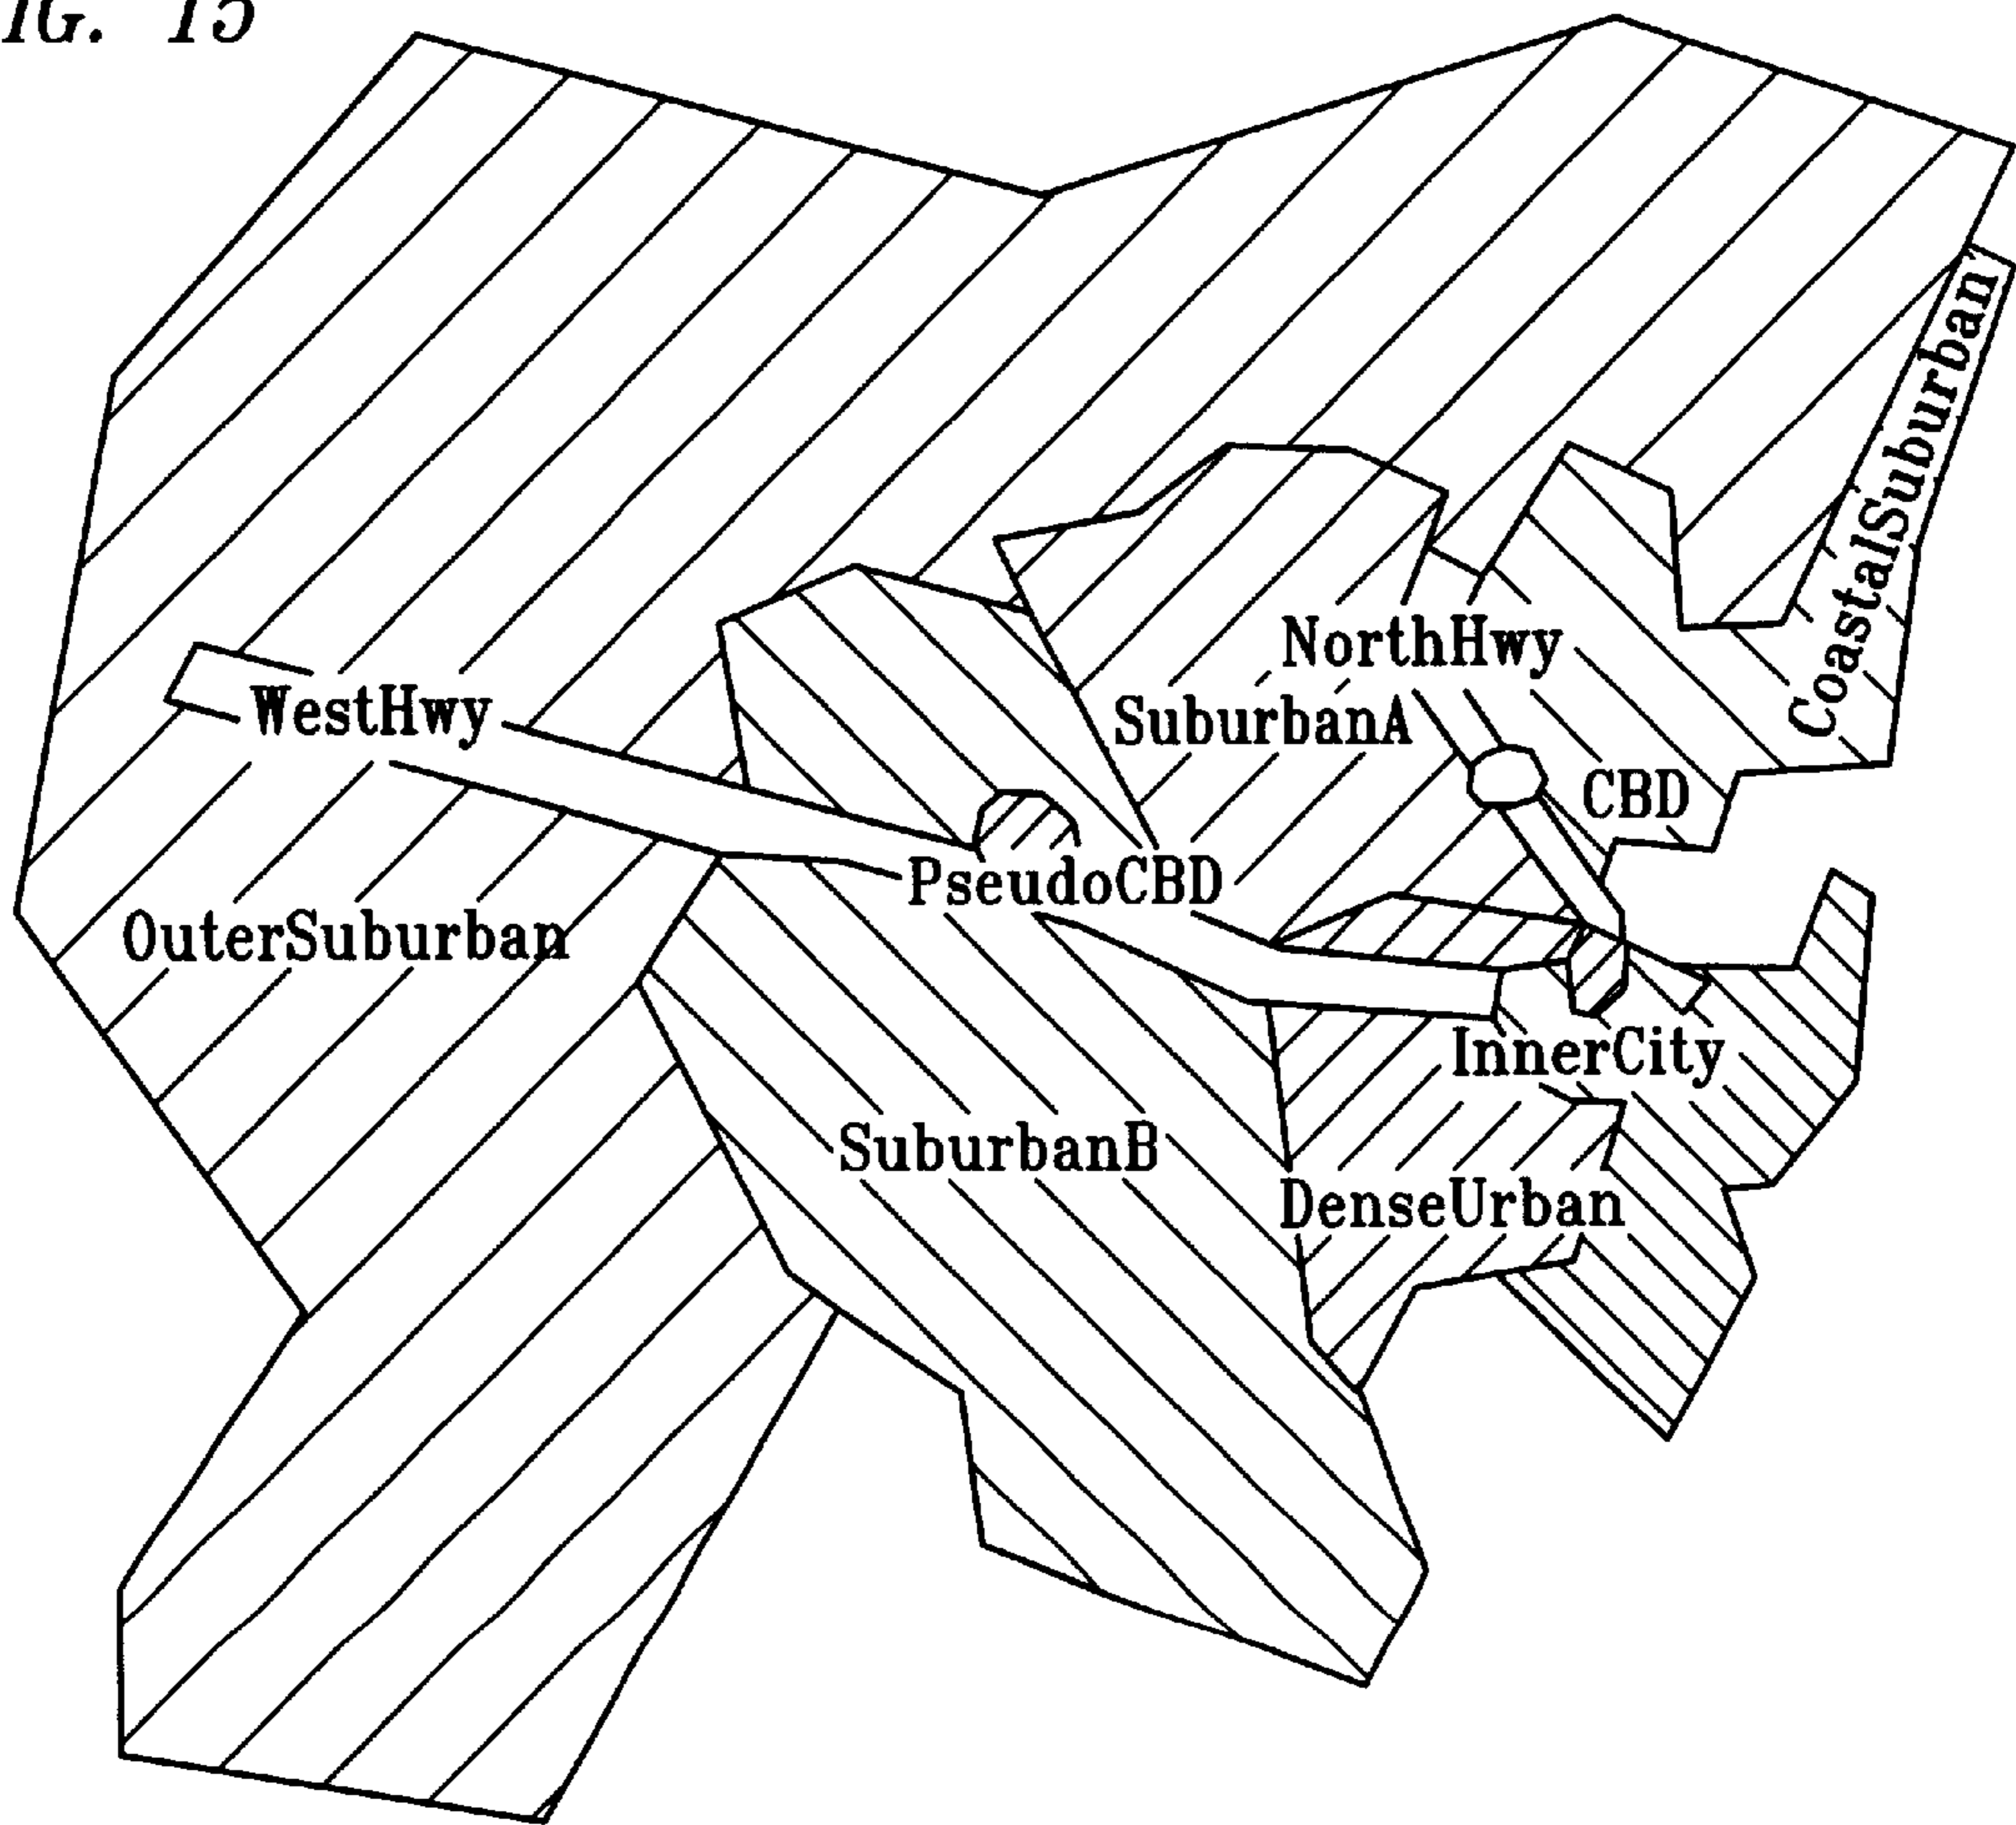 IG. 15
CoastalSuburban
NorthHwy
WestHwy
SuburbanA
CBD
PseudoCBD
OuterSuburban
InnerCity
SuburbanB
DenseUrban